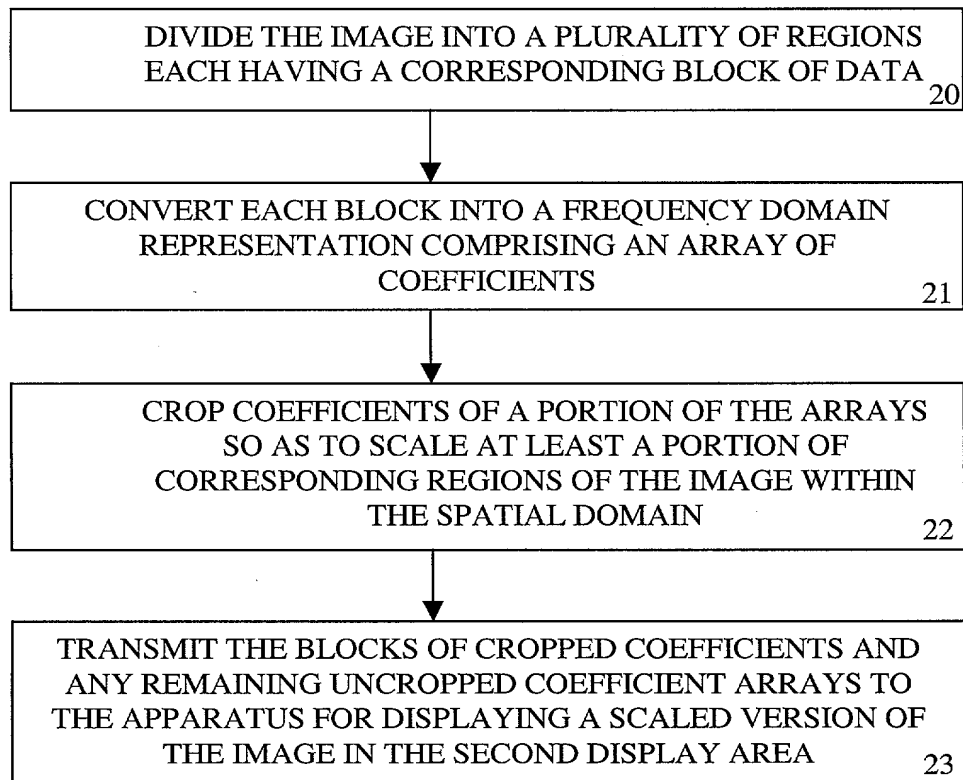 DIVIDE THE IMAGE INTO A PLURALITY OF REGIONS
EACH HAVING A CORRESPONDING BLOCK OF DATA
20
CONVERT EACH BLOCK INTO A FREQUENCY DOMAIN
REPRESENTATION COMPRISING AN ARRAY OF
COEFFICIENTS
21
CROP COEFFICIENTS OF A PORTION OF THE ARRAYS
SO AS TO SCALE AT LEAST A PORTION OF
CORRESPONDING REGIONS OF THE IMAGE WITHIN
THE SPATIAL DOMAIN
22
TRANSMIT THE BLOCKS OF CROPPED COEFFICIENTS AND
ANY REMAINING UNCROPPED COEFFICIENT ARRAYS TO
THE APPARATUS FOR DISPLAYING A SCALED VERSION OF
THE IMAGE IN THE SECOND DISPLAY AREA
23